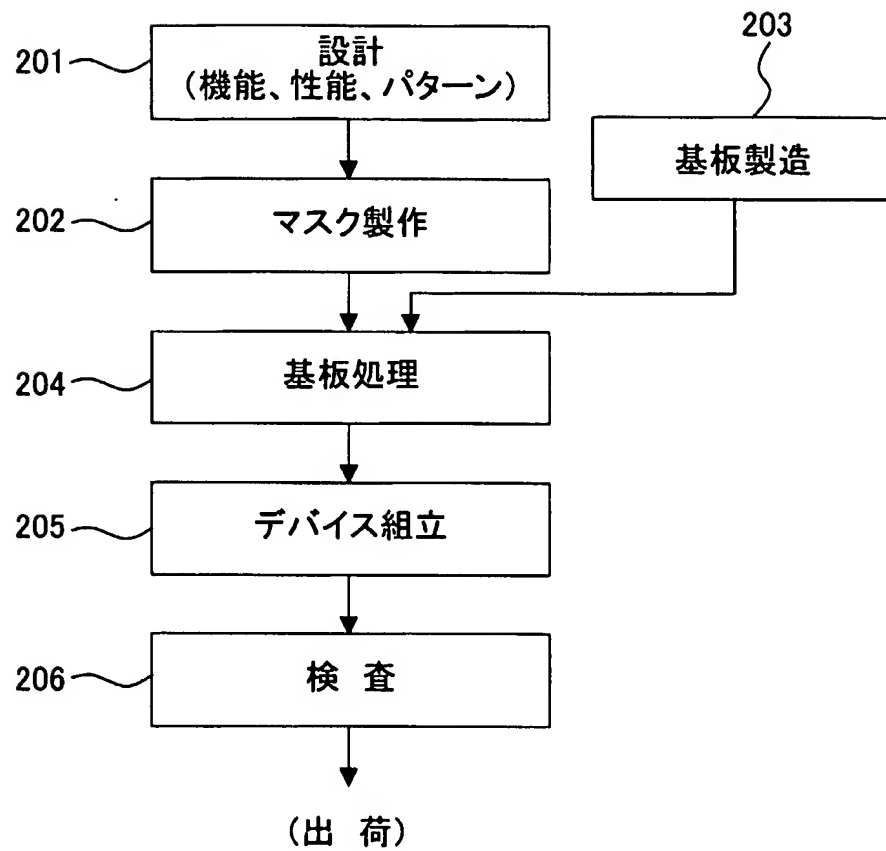 201
設計
（機能、性能、パターン）
203
基板製造
202
マスク製作
204
基板処理
205
デバイス組立
206
検 査
（出 荷）